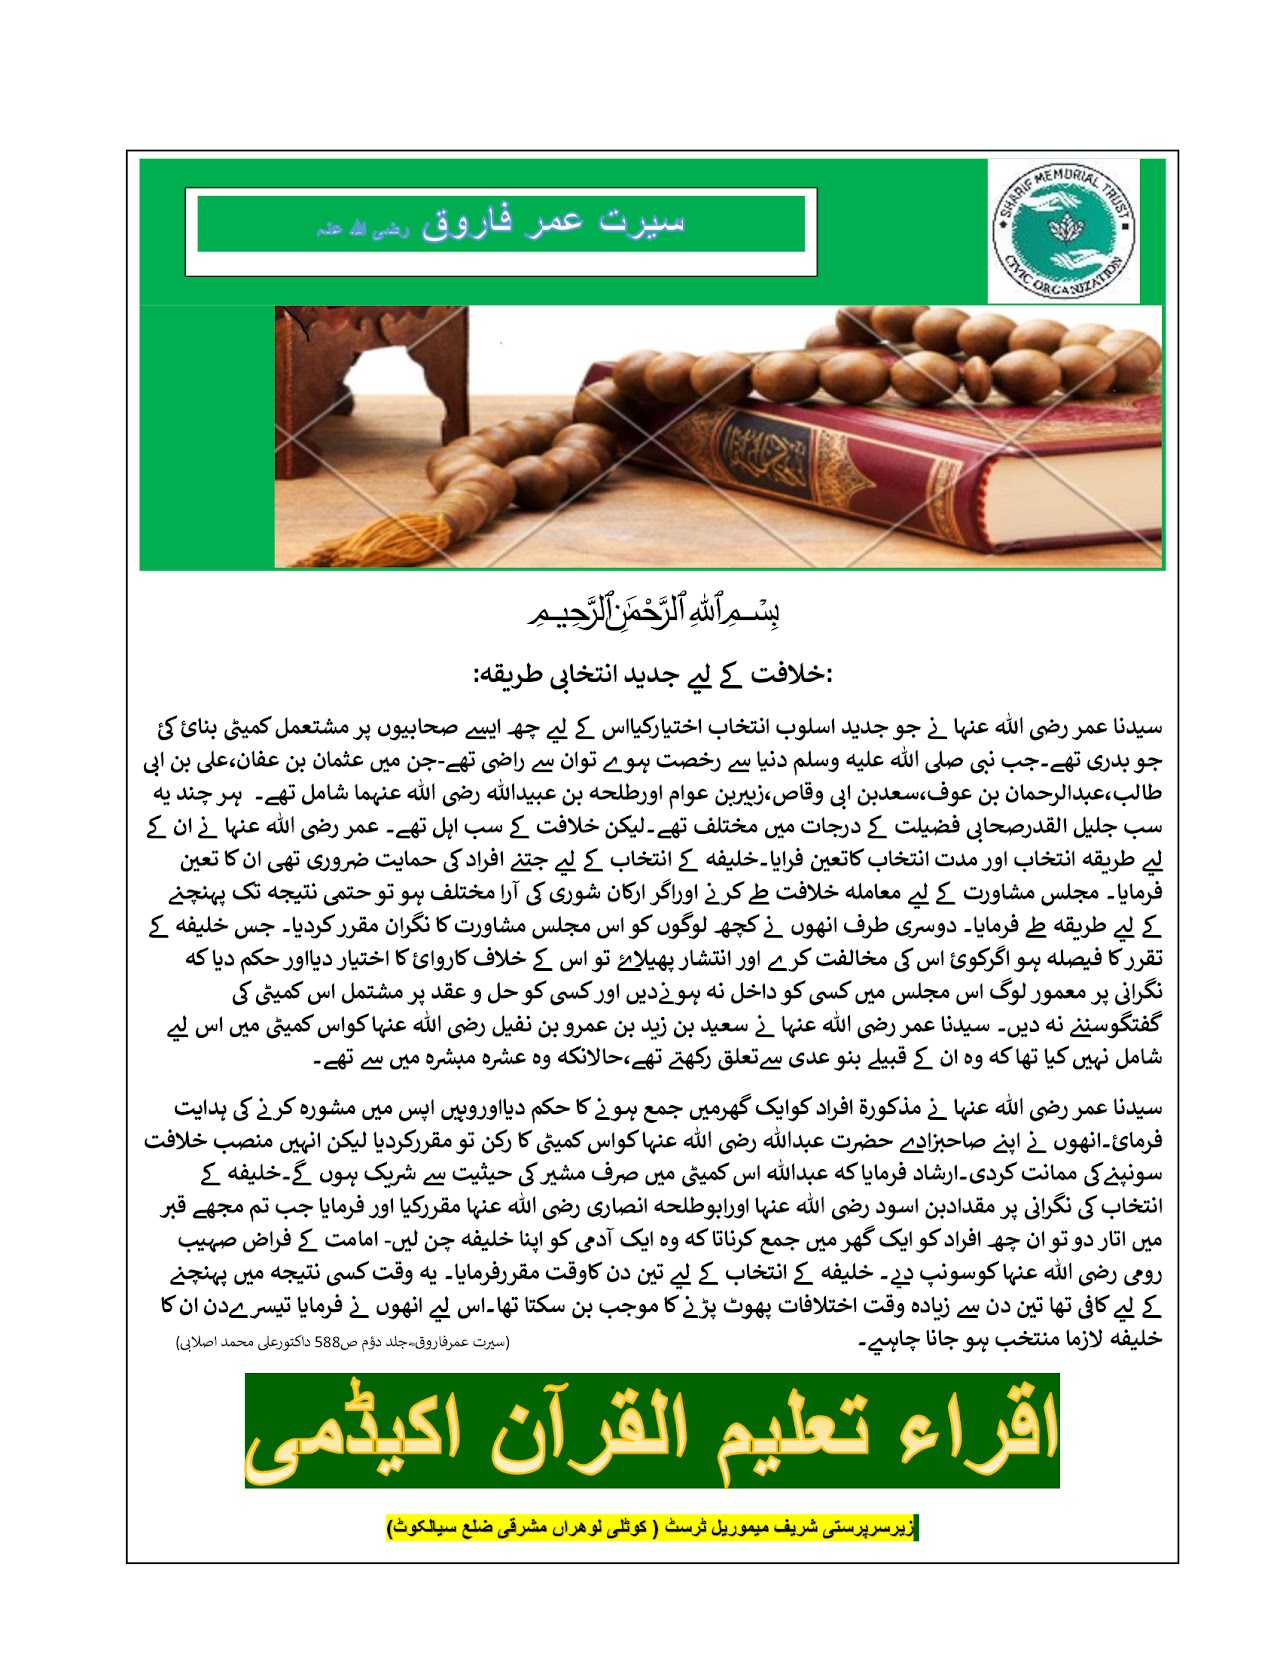 سیرت عمر فاروق رضی اللہ عنہ
SHARIF MEMORIAL TRUST
CIVIC ORGANIZATION
بِسْمِ ٱللَّهِ ٱلرَّحْمَٰنِ ٱلرَّحِيمِ
:خلافت کے لیے جدید انتخابی طریقہ:
سیدنا عمر رضی اللہ عنہا نے جو جدید اسلوب انتخاب اختیارکیااس کے لیے چھ ایسے صحابیوں پر مشتعمل کمیٹی بنائ کئ
جو بدری تھے۔جب نبی صلی اللہ علیہ وسلم دنیا سے رخصت ہوے توان سے راضی تھے-جن میں عثمان بن عفان،علی بن ابی
طالب،عبدالرحمان بن عوف،سعدبن ابی وقاص،زبیربن عوام اورطلحہ بن عبیداللہ رضی اللہ عنہما شامل تھے۔ ہر چند یہ
سب جلیل القدرصحابی فضیلت کے درجات میں مختلف تھے۔لیکن خلافت کے سب اہل تھے۔ عمر رضی اللہ عنہا نے ان کے
لیے طریقہ انتخاب اور مدت انتخاب کاتعین فرایا۔خلیفہ کے انتخاب کے لیے جتنے افراد کی حمایت ضروری تھی ان کا تعین
فرمایا۔ مجلس مشاورت کے لیے معاملہ خلافت طے کرنے اوراگر ارکان شوری کی آرا مختلف ہو تو حتمی نتیجہ تک پہنچنے
کے لیے طریقہ طے فرمایا۔ دوسری طرف انھوں نے کچھ لوگوں کو اس مجلس مشاورت کا نگران مقرر کردیا۔ جس خلیفہ کے
تقرر کا فیصلہ ہو اگرکوئ اس کی مخالفت کرے اور انتشار پھیلاۓ تو اس کے خلاف کاروائ کا اختیار دیااور حکم دیا کہ
نگرانی پر معمور لوگ اس مجلس میں کسی کو داخل نہ ہونےدیں اور کسی کو حل و عقد پر مشتمل اس کمیٹی کی
گفتگوسننے نہ دیں۔ سیدنا عمر رضی اللہ عنہا نے سعید بن زید بن عمرو بن نفیل رضی اللہ عنہا کواس کمیٹی میں اس لیے
شامل نہیں کیا تھا کہ وہ ان کے قبیلے بنو عدی سےتعلق رکھتے تھے،حالانکہ وہ عشرہ مبشرہ میں سے تھے۔
سیدنا عمر رضی اللہ عنہا نے مذکورۃ افراد کوایک گھرمیں جمع ہونے کا حکم دیااوروہیں اپس میں مشورہ کرنے کی ہدایت
فرمائ۔انھوں نے اپنے صاحبزادے حضرت عبداللہ رضی اللہ عنہا کواس کمیٹی کا رکن تو مقررکردیا لیکن انہیں منصب خلافت
سونپنے کی ممانت کردی۔ارشاد فرمایا کہ عبداللہ اس کمیٹی میں صرف مشیر کی حیثیت سے شریک ہوں گے۔خلیفہ کے
انتخاب کی نگرانی پر مقدادبن اسود رضی اللہ عنہا اورابوطلحہ انصاری رضی اللہ عنہا مقررکیا اور فرمایا جب تم مجھے قبر
میں اتار دو تو ان چھ افراد کو ایک گھر میں جمع کرناتا کہ وہ ایک آدمی کو اپنا خلیفہ چن لیں- امامت کے فراض صہیب
رومی رضی اللہ عنہا کوسونپ دیے۔ خلیفہ کے انتخاب کے لیے تین دن کاوقت مقررفرمایا۔ یہ وقت کسی نتیجہ میں پہنچنے
کے لیے کافی تھا تین دن سے زیادہ وقت اختلافات پھوٹ پڑنے کا موجب بن سکتا تھا۔اس لیے انھوں نے فرمایا تیسرےدن ان کا
خلیفہ لازما منتخب ہو جانا چاہیے۔ (سیرت عمرفاروق جلد دؤم ص588 داکتورعلی محمد اصلابی)
اقراء تعلیم القرآن اکیڈمی
زیرسرپرستی شریف میموریل ٹرسٹ ( کوٹلی لوھراں مشرقی ضلع سیالکوٹ)